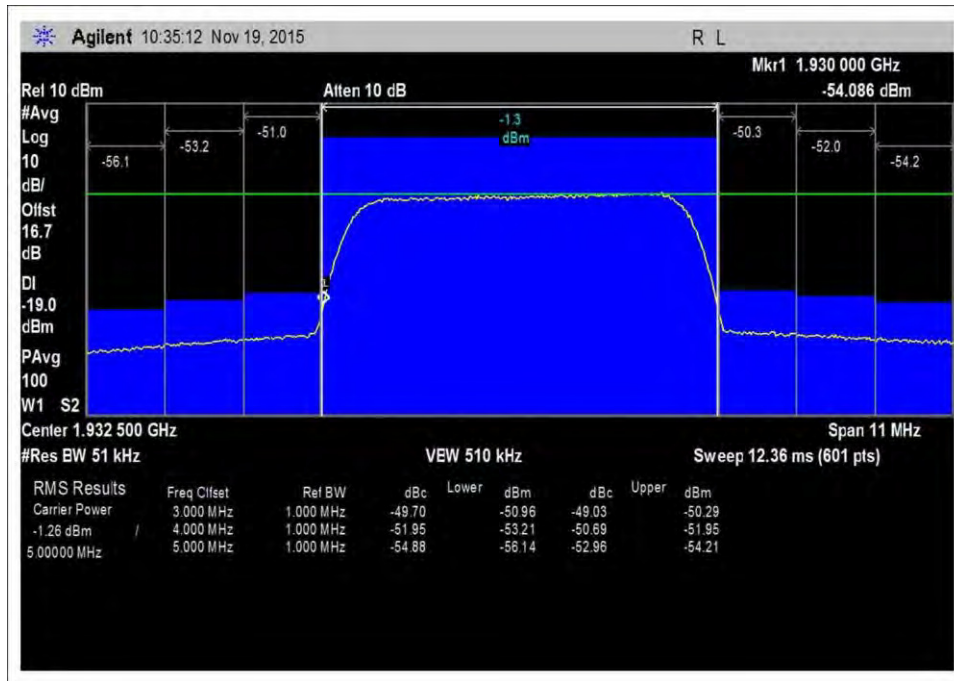 Agilent 10:35:12 Nov 19, 2015 R L
Mkr1 1.930 000 GHz
Ref 10 dBm Atten 10 dB -54.086 dBm
#Avg
Log
10
dB/
Offst
16.7
dB
DI
-19.0
dBm
PAvg
100
W1 S2
-56.1 -53.2 -51.0 -1.3 dBm -50.3 -52.0 -54.2
Center 1.932 500 GHz Span 11 MHz
#Res BW 51 kHz VBW 510 kHz Sweep 12.36 ms (601 pts)
RMS Results Freq Offset Ref BW dBc Lower dBm dBc Upper dBm
Carrier Power 3.000 MHz 1.000 MHz -49.70 -50.96 -49.03 -50.29
-1.26 dBm / 4.000 MHz 1.000 MHz -51.95 -53.21 -50.69 -51.95
5.00000 MHz 5.000 MHz 1.000 MHz -54.88 -56.14 -52.96 -54.21